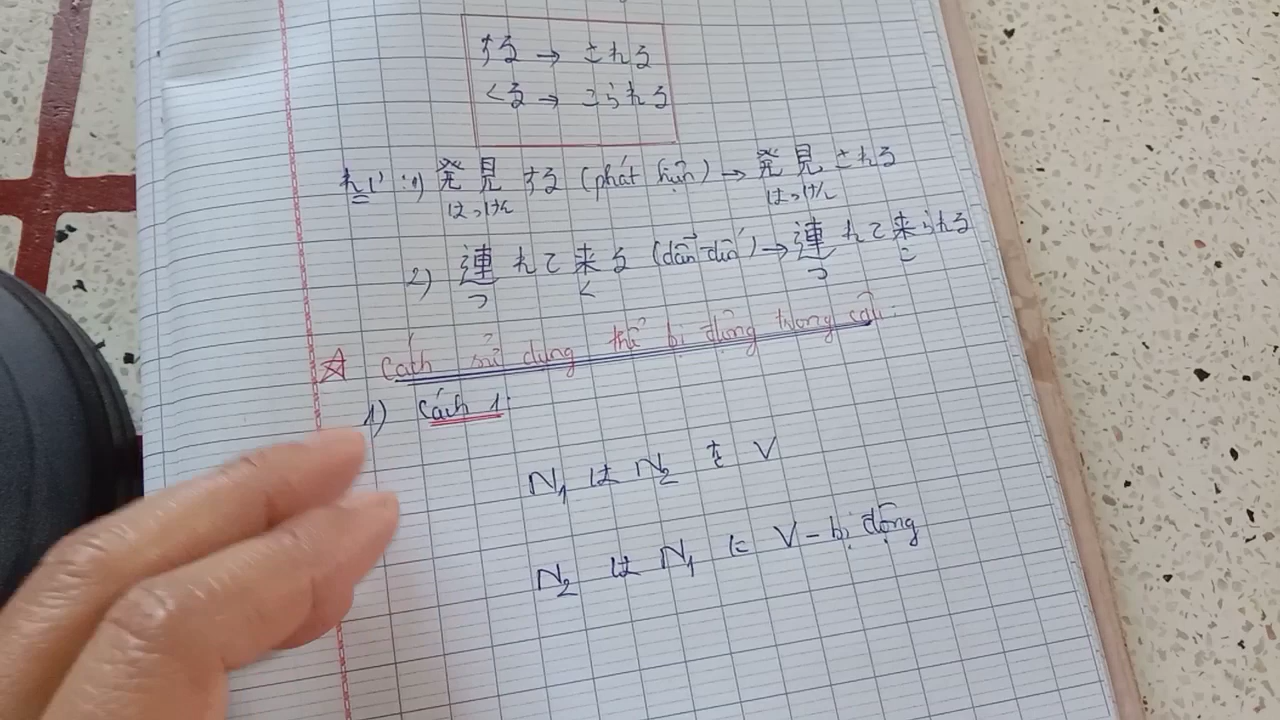 する → される
くる → こられる
れい: 1) 発見する (phát hiện) → 発見される
はっけん はっけん
2) 連れて来る (dẫn đến) → 連れて来られる
つ く つ こ
☆ Cách sử dụng thể bị động trong câu:
1) Cách 1:
N1 は N2 を V
N2 は N1 に V - bị động